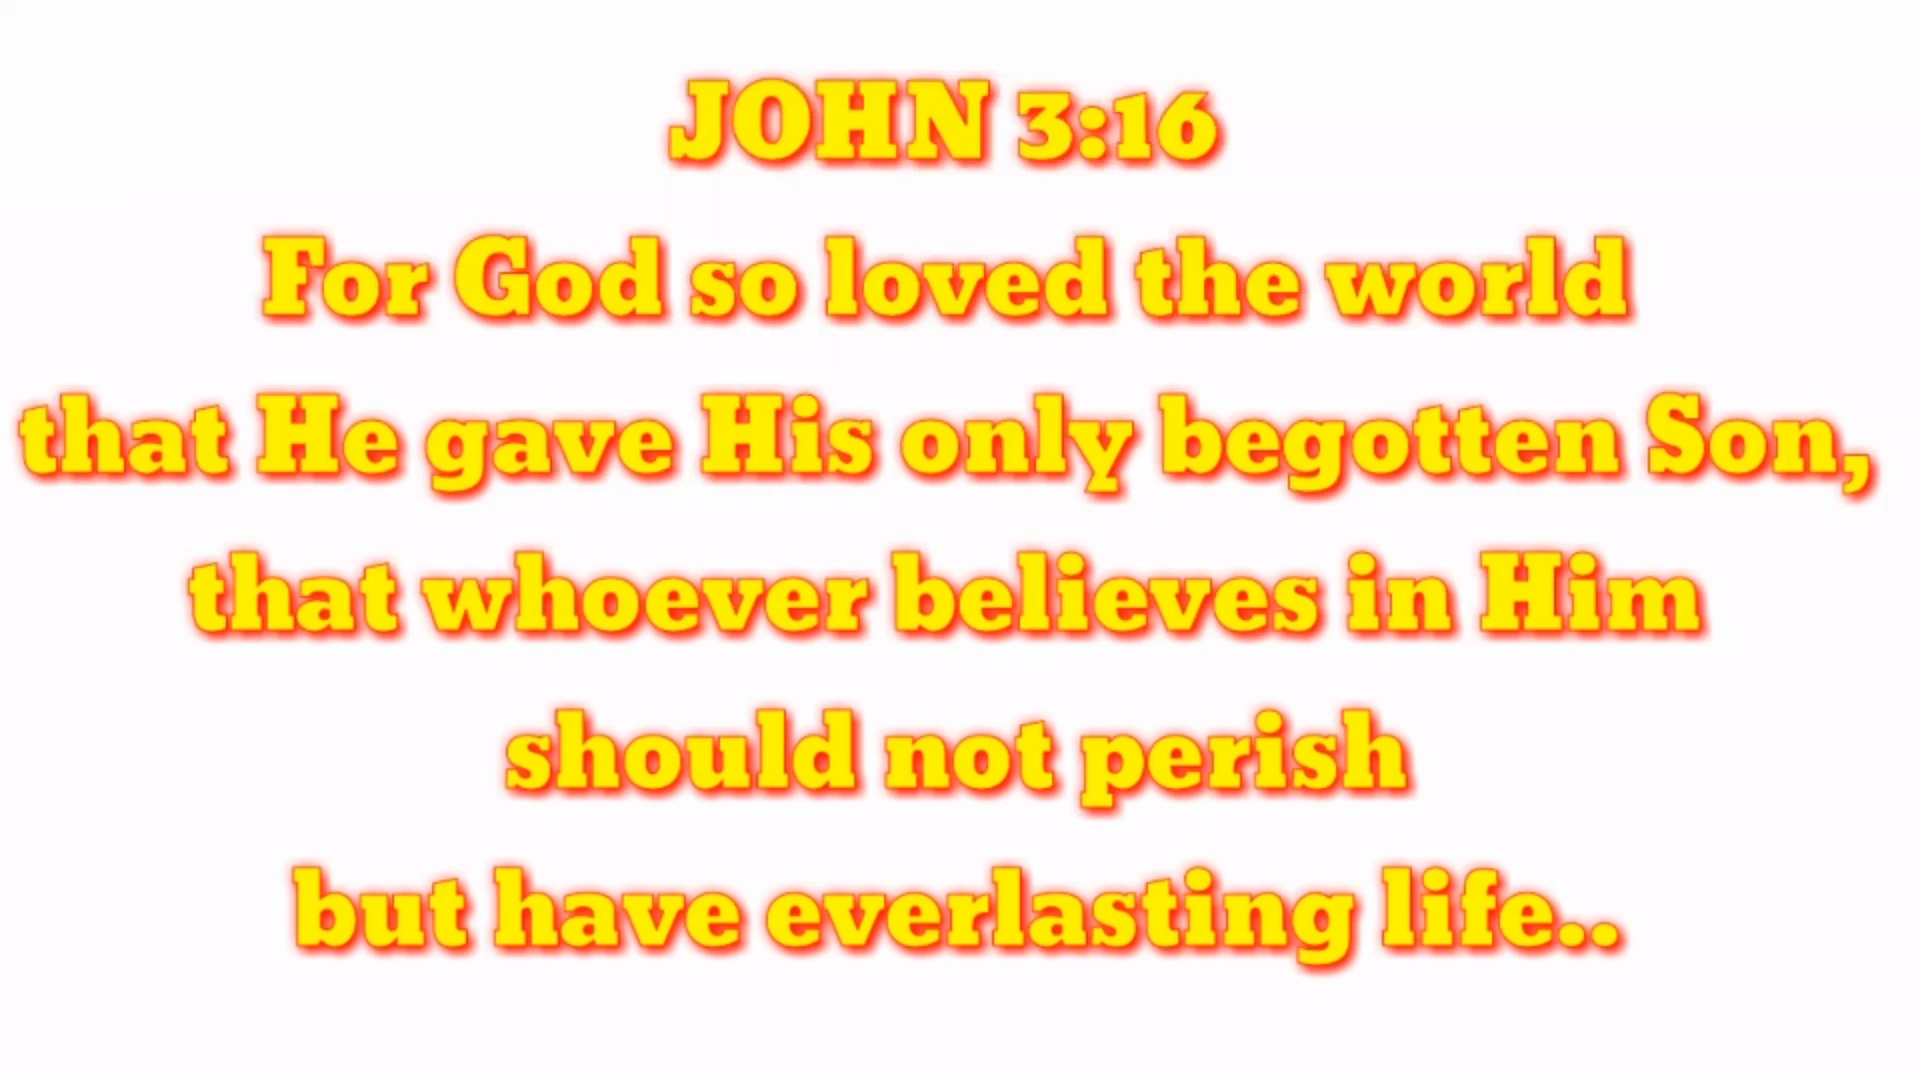 JOHN 3:16
For God so loved the world
that He gave His only begotten Son,
that whoever believes in Him
should not perish
but have everlasting life..